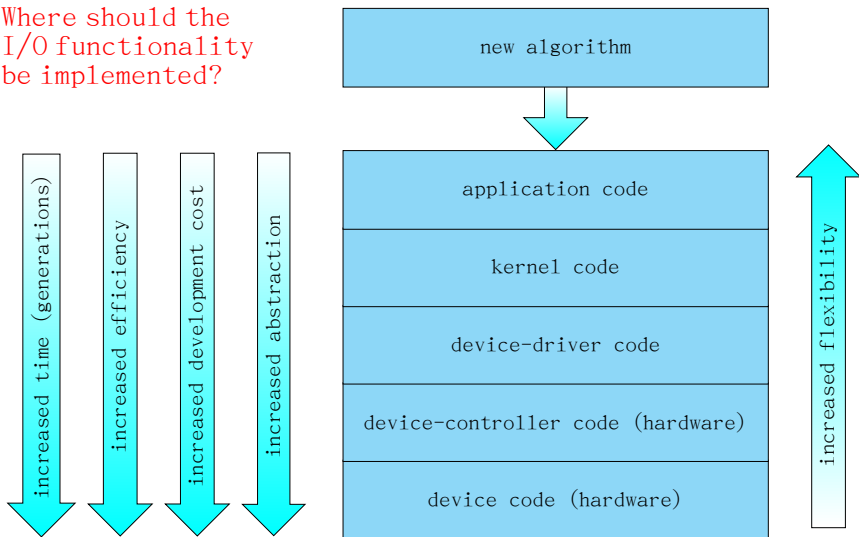 Where should the
I/O functionality
be implemented?
new algorithm
increased time (generations)
increased efficiency
increased development cost
increased abstraction
application code
kernel code
device-driver code
device-controller code (hardware)
device code (hardware)
increased flexibility